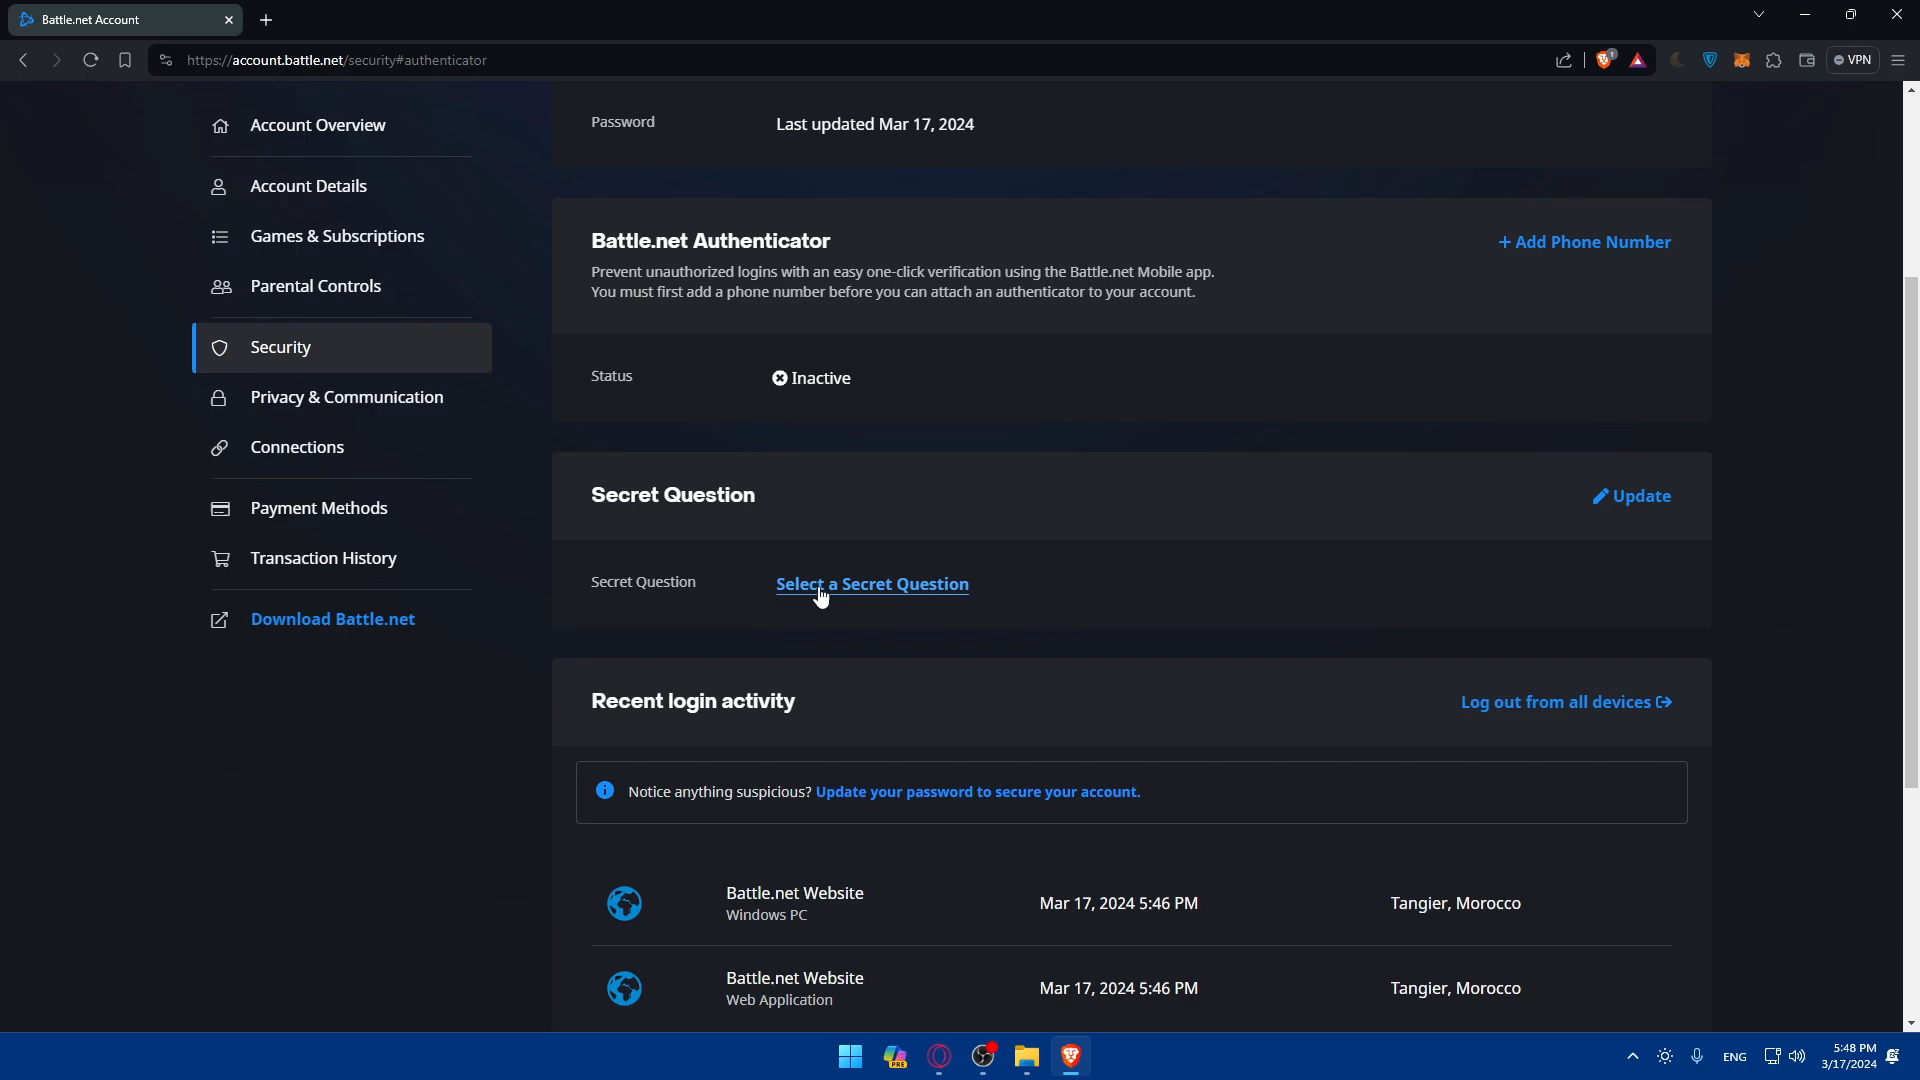 Battle.net Account
https://account.battle.net/security#authenticator
1
VPN
Account Overview
Account Details
Games & Subscriptions
Parental Controls
Security
Privacy & Communication
Connections
Payment Methods
Transaction History
Download Battle.net
Password
Last updated Mar 17, 2024
Battle.net Authenticator
+ Add Phone Number
Prevent unauthorized logins with an easy one-click verification using the Battle.net Mobile app.
You must first add a phone number before you can attach an authenticator to your account.
Status
Inactive
Secret Question
Update
Secret Question
Select a Secret Question
Recent login activity
Log out from all devices
Notice anything suspicious? Update your password to secure your account.
Battle.net Website
Windows PC
Mar 17, 2024 5:46 PM
Tangier, Morocco
Battle.net Website
Web Application
Mar 17, 2024 5:46 PM
Tangier, Morocco
PRE
ENG
5:48 PM
3/17/2024